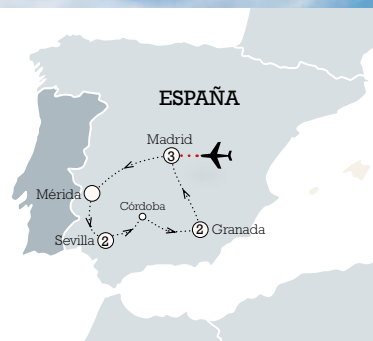 ESPAÑA
Madrid
3
Mérida
Córdoba
Sevilla 2
2 Granada